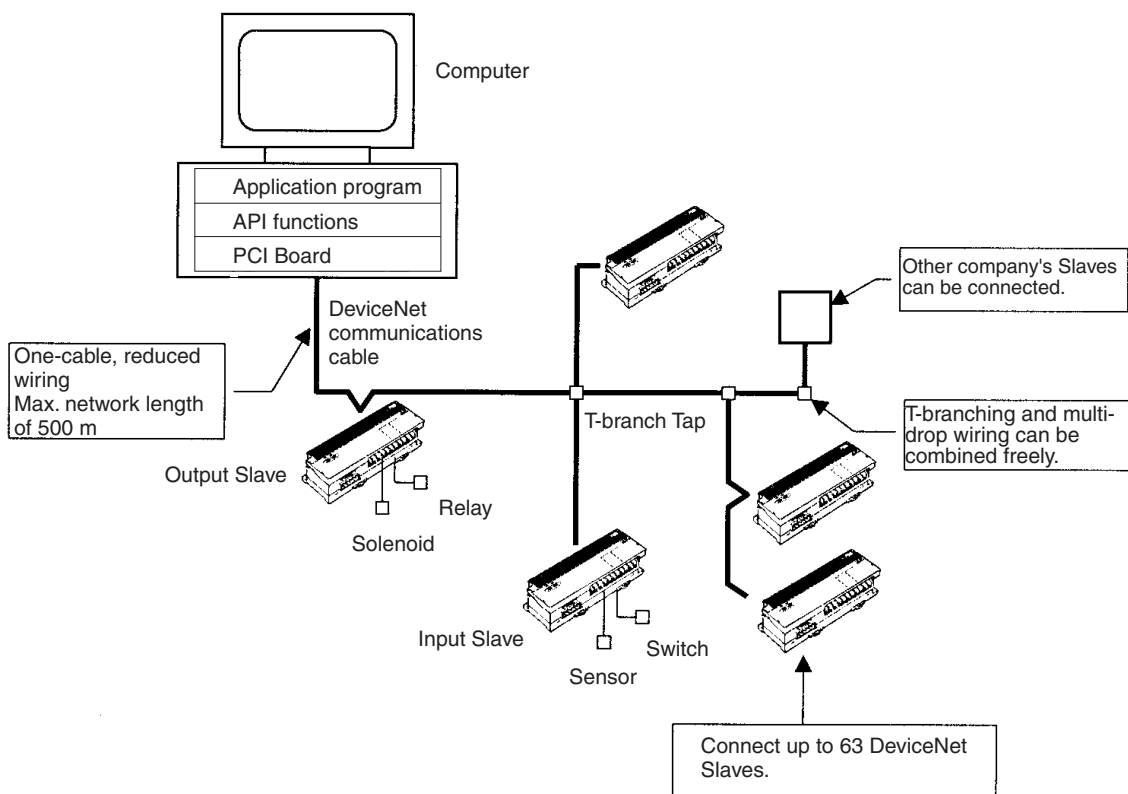 Computer
Application program
API functions
PCI Board
DeviceNet
communications
cable
One-cable, reduced
wiring
Max. network length
of 500 m
Other company's Slaves
can be connected.
T-branch Tap
T-branching and multi-
drop wiring can be
combined freely.
Output Slave
Relay
Solenoid
Input Slave
Switch
Sensor
Connect up to 63 DeviceNet
Slaves.